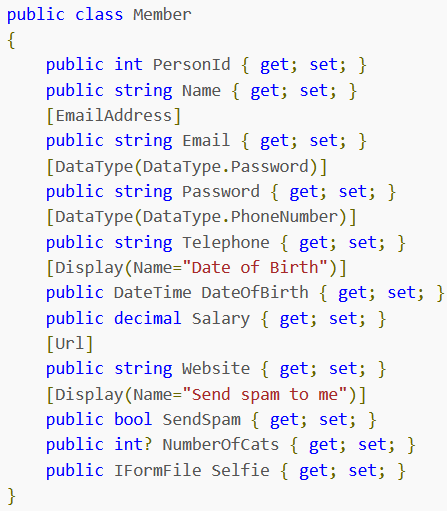 public class Member
{
    public int PersonId { get; set; }
    public string Name { get; set; }
    [EmailAddress]
    public string Email { get; set; }
    [DataType(DataType.Password)]
    public string Password { get; set; }
    [DataType(DataType.PhoneNumber)]
    public string Telephone { get; set; }
    [Display(Name="Date of Birth")]
    public DateTime DateOfBirth { get; set; }
    public decimal Salary { get; set; }
    [Url]
    public string Website { get; set; }
    [Display(Name="Send spam to me")]
    public bool SendSpam { get; set; }
    public int? NumberOfCats { get; set; }
    public IFormFile Selfie { get; set; }
}